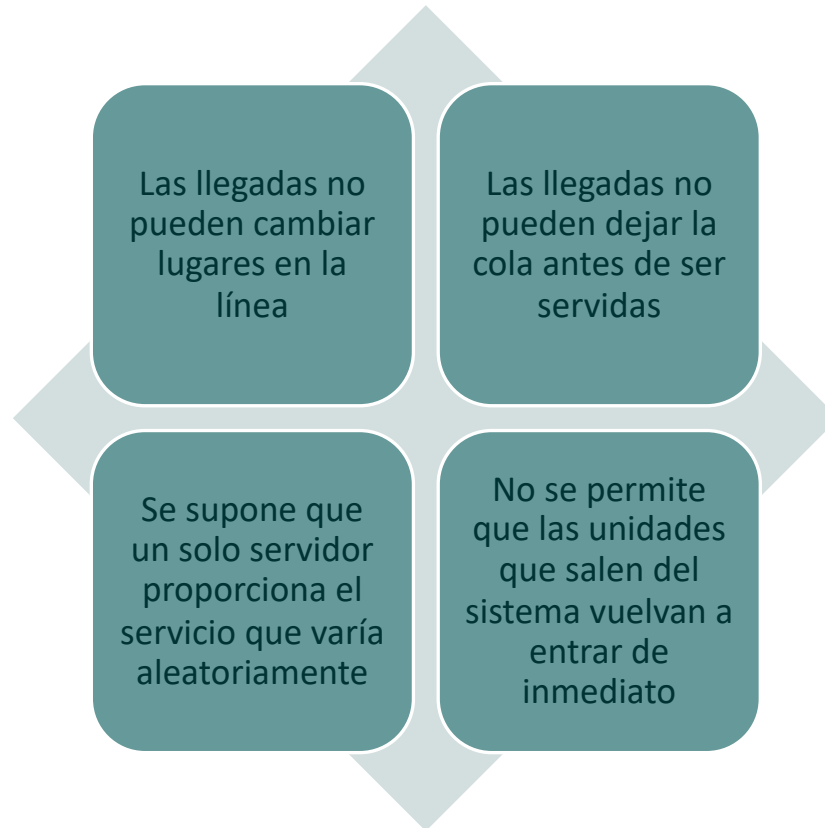 Las llegadas no
pueden cambiar
lugares en la
línea
Las llegadas no
pueden dejar la
cola antes de ser
servidas
Se supone que
un solo servidor
proporciona el
servicio que varía
aleatoriamente
No se permite
que las unidades
que salen del
sistema vuelvan a
entrar de
inmediato